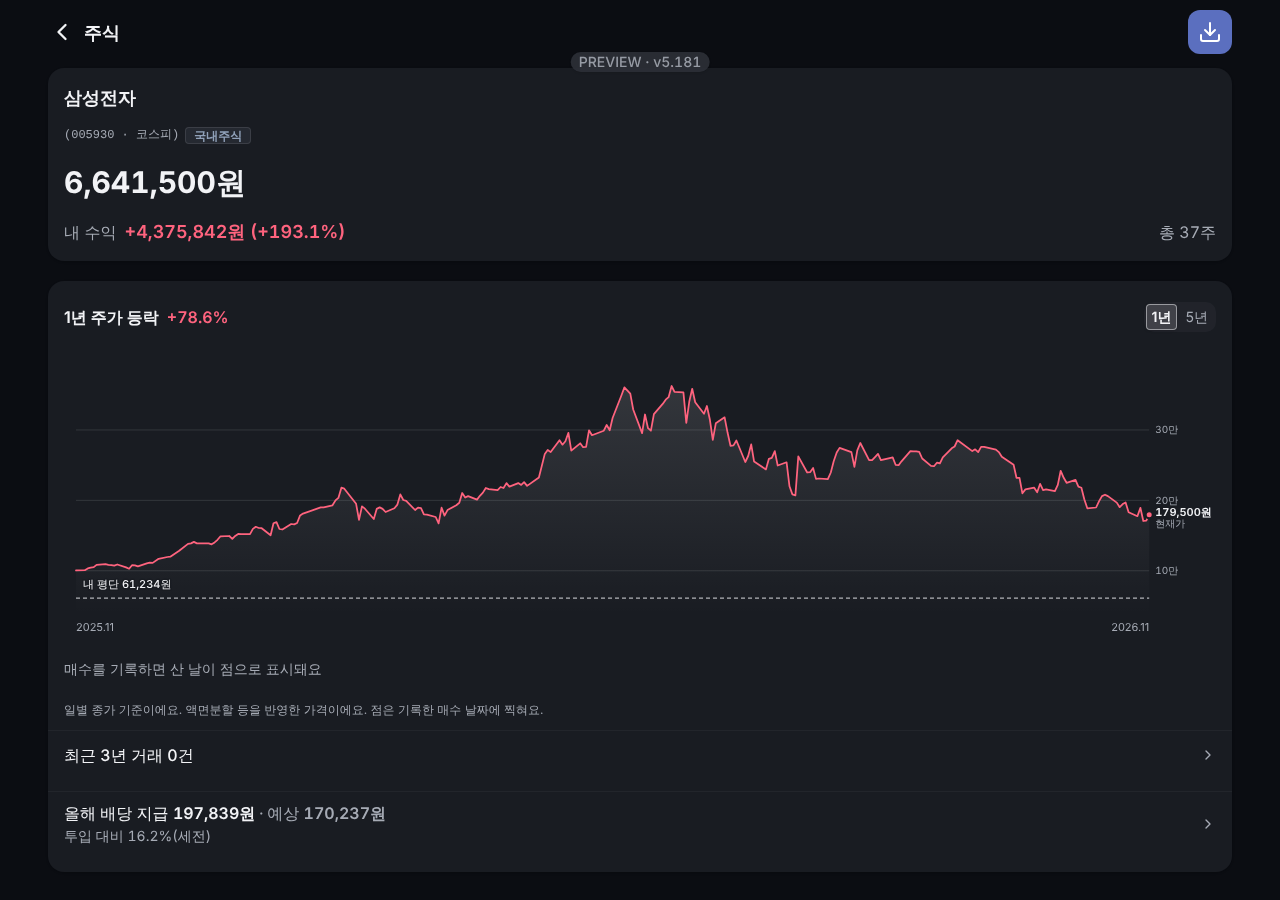 주식
PREVIEW · v5.181
삼성전자
(005930 · 코스피) 국내주식
6,641,500원
내 수익 +4,375,842원 (+193.1%)
총 37주
1년 주가 등락 +78.6%
1년 5년
30만
20만
179,500원
현재가
10만
내 평단 61,234원
2025.11
2026.11
매수를 기록하면 산 날이 점으로 표시돼요
일별 종가 기준이에요. 액면분할 등을 반영한 가격이에요. 점은 기록한 매수 날짜에 찍혀요.
최근 3년 거래 0건
올해 배당 지급 197,839원 · 예상 170,237원
투입 대비 16.2%(세전)